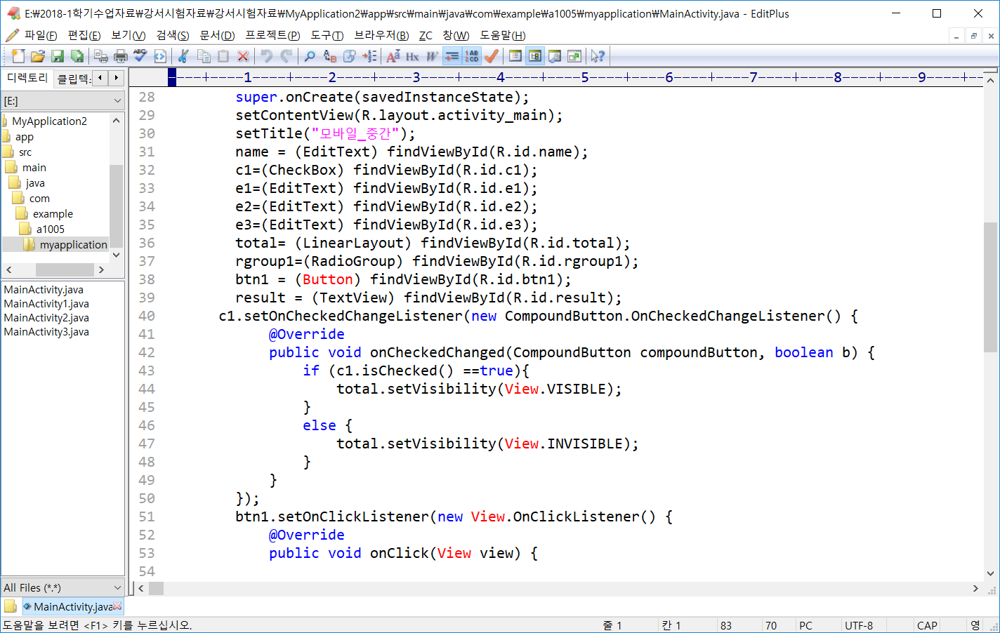 E:₩2018-1학기수업자료₩강서시험자료₩강서시험자료₩MyApplication2₩app₩src₩main₩java₩com₩example₩a1005₩myapplication₩MainActivity.java - EditPlus
파일(F) 편집(E) 보기(V) 검색(S) 문서(D) 프로젝트(P) 도구(T) 브라우저(B) ZC 창(W) 도움말(H)
디렉토리 클립텍
[E:]
MyApplication2
app
src
main
java
com
example
a1005
myapplication
MainActivity.java
MainActivity1.java
MainActivity2.java
MainActivity3.java
All Files (*.*)
----+----1----+----2----+----3----+----4----+----5----+----6----+----7----+----8----+----9----+--
28 super.onCreate(savedInstanceState);
29 setContentView(R.layout.activity_main);
30 setTitle("모바일_중간");
31 name = (EditText) findViewById(R.id.name);
32 c1=(CheckBox) findViewById(R.id.c1);
33 e1=(EditText) findViewById(R.id.e1);
34 e2=(EditText) findViewById(R.id.e2);
35 e3=(EditText) findViewById(R.id.e3);
36 total= (LinearLayout) findViewById(R.id.total);
37 rgroup1=(RadioGroup) findViewById(R.id.rgroup1);
38 btn1 = (Button) findViewById(R.id.btn1);
39 result = (TextView) findViewById(R.id.result);
40 c1.setOnCheckedChangeListener(new CompoundButton.OnCheckedChangeListener() {
41 @Override
42 public void onCheckedChanged(CompoundButton compoundButton, boolean b) {
43 if (c1.isChecked() ==true){
44 total.setVisibility(View.VISIBLE);
45 }
46 else {
47 total.setVisibility(View.INVISIBLE);
48 }
49 }
50 });
51 btn1.setOnClickListener(new View.OnClickListener() {
52 @Override
53 public void onClick(View view) {
54
MainActivity.java
도움말을 보려면 <F1> 키를 누르십시오. 줄 1 칸 1 83 70 PC UTF-8 CAP 영